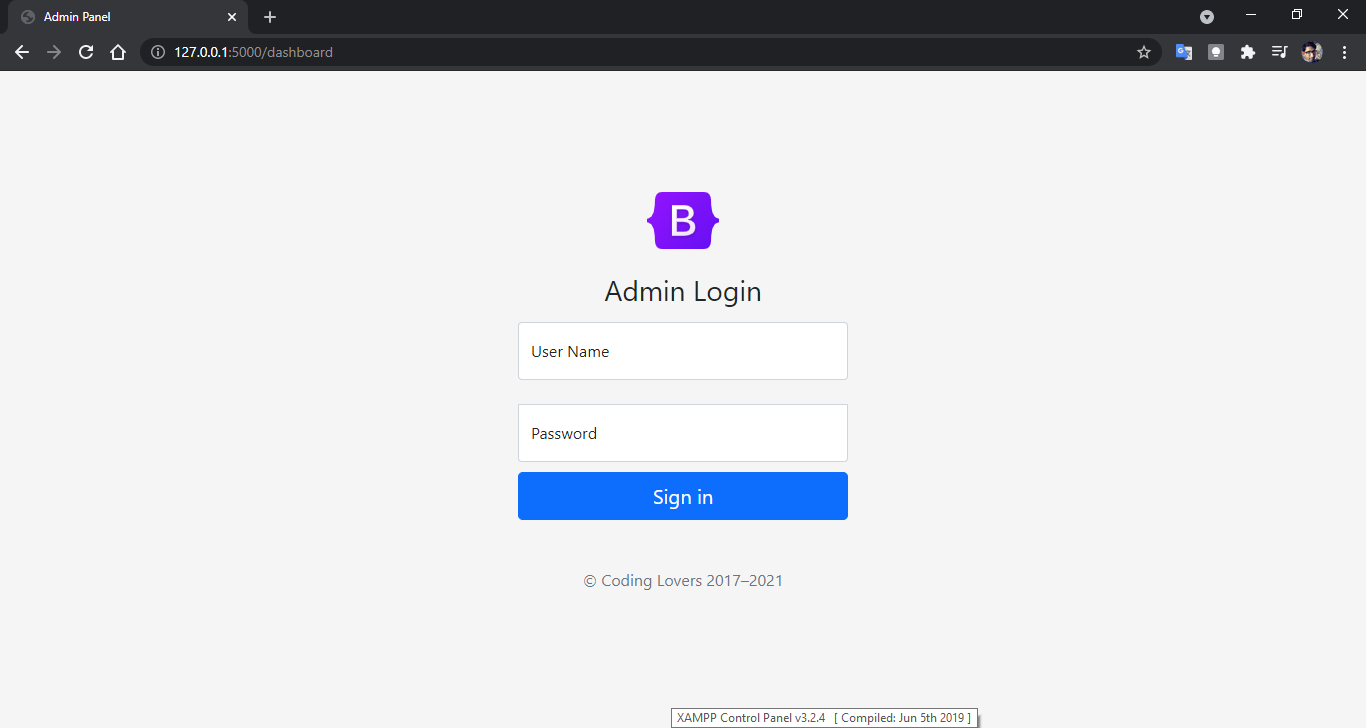 Admin Panel
127.0.0.1:5000/dashboard
B
Admin Login
User Name
Password
Sign in
© Coding Lovers 2017–2021
XAMPP Control Panel v3.2.4 [ Compiled: Jun 5th 2019 ]